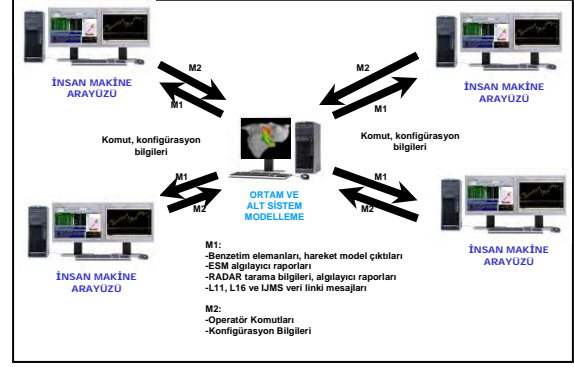 M2
M1
İNSAN MAKİNE
ARAYÜZÜ
M2
M1
İNSAN MAKİNE
ARAYÜZÜ
Komut, konfigürasyon
bilgileri
Komut, konfigürasyon
bilgileri
M1
M2
ORTAM VE
ALT SİSTEM
MODELLEME
M1
M2
İNSAN MAKİNE
ARAYÜZÜ
İNSAN MAKİNE
ARAYÜZÜ
M1:
-Benzetim elemanları, hareket model çıktıları
-ESM algılayıcı raporları
-RADAR tarama bilgileri, algılayıcı raporları
-L11, L16 ve IJMS veri linki mesajları
M2:
-Operatör Komutları
-Konfigürasyon Bilgileri